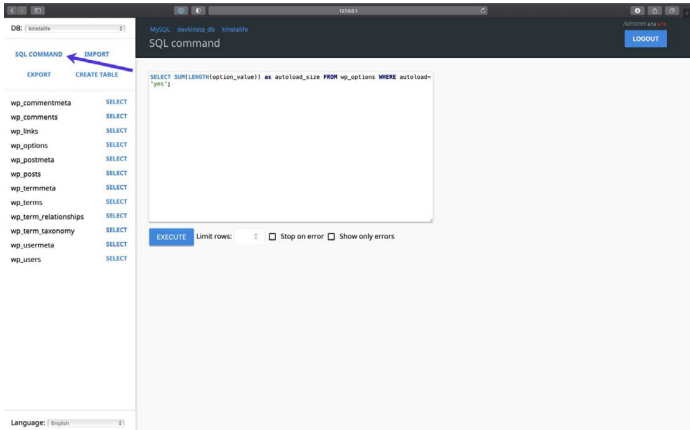 127.0.0.1
DB: kinstalife
SQL COMMAND IMPORT
EXPORT CREATE TABLE
wp_commentmeta SELECT
wp_comments SELECT
wp_links SELECT
wp_options SELECT
wp_postmeta SELECT
wp_posts SELECT
wp_termmeta SELECT
wp_terms SELECT
wp_term_relationships SELECT
wp_term_taxonomy SELECT
wp_usermeta SELECT
wp_users SELECT
Language: English
MySQL devkinsta_db kinstalife
SQL command
Adminer
LOGOUT
SELECT SUM(LENGTH(option_value)) as autoload_size FROM wp_options WHERE autoload=
'yes';
EXECUTE Limit rows: Stop on error Show only errors